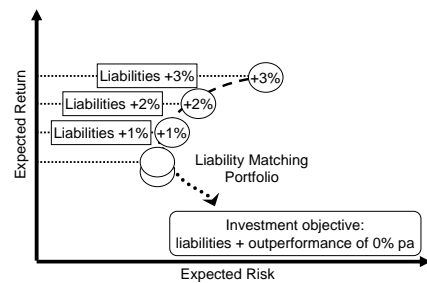 Liabilities +3%
+3%
Liabilities +2%
+2%
Liabilities +1%
+1%
Liability Matching
Portfolio
Investment objective:
liabilities + outperformance of 0% pa
Expected Return
Expected Risk